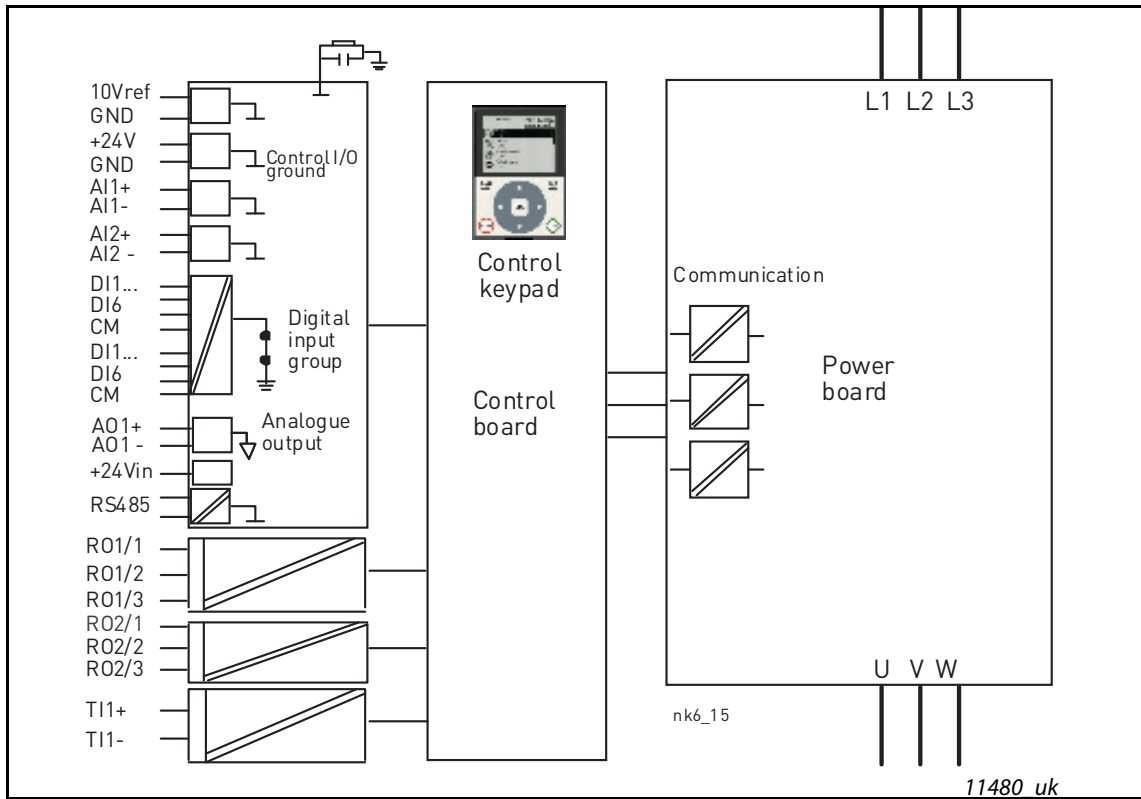 10Vref
GND
+24V
GND
AI1+
AI1-
AI2+
AI2 -
DI1...
DI6
CM
DI1...
DI6
CM
AO1+
AO1 -
+24Vin
RS485
RO1/1
RO1/2
RO1/3
RO2/1
RO2/2
RO2/3
TI1+
TI1-
Control I/O
ground
Digital
input
group
Analogue
output
Control
keypad
Control
board
L1 L2 L3
Communication
Power
board
U V W
nk6_15
11480_uk